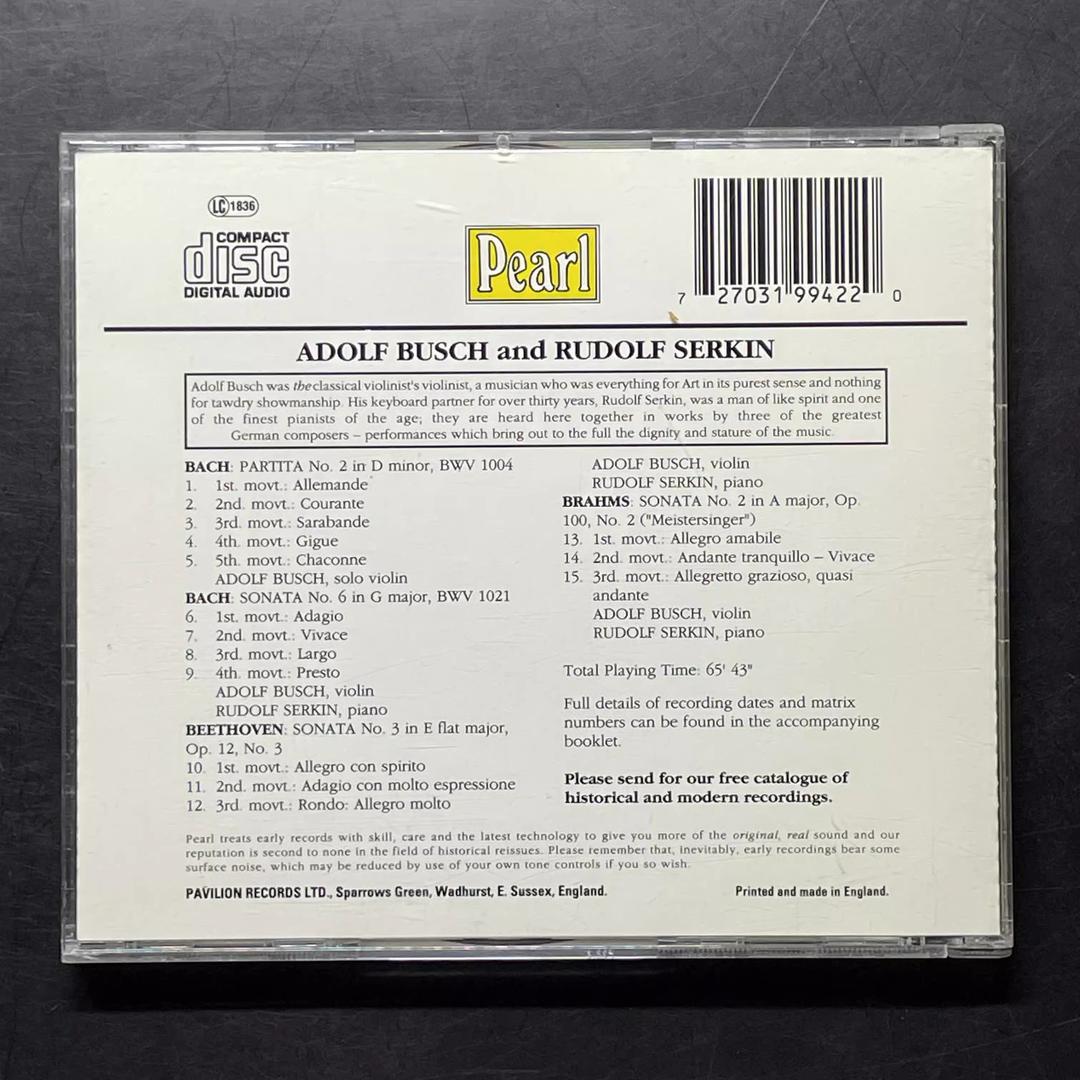 LC 1836
COMPACT
disc
DIGITAL AUDIO
Pearl
7 27031 99422 0
ADOLF BUSCH and RUDOLF SERKIN
Adolf Busch was the classical violinist's violinist, a musician who was everything for Art in its purest sense and nothing
for tawdry showmanship. His keyboard partner for over thirty years, Rudolf Serkin, was a man of like spirit and one
of the finest pianists of the age; they are heard here together in works by three of the greatest
German composers – performances which bring out to the full the dignity and stature of the music.
BACH: PARTITA No. 2 in D minor, BWV 1004
1. 1st. movt.: Allemande
2. 2nd. movt.: Courante
3. 3rd. movt.: Sarabande
4. 4th. movt.: Gigue
5. 5th. movt.: Chaconne
ADOLF BUSCH, solo violin
BACH: SONATA No. 6 in G major, BWV 1021
6. 1st. movt.: Adagio
7. 2nd. movt.: Vivace
8. 3rd. movt.: Largo
9. 4th. movt.: Presto
ADOLF BUSCH, violin
RUDOLF SERKIN, piano
BEETHOVEN: SONATA No. 3 in E flat major,
Op. 12, No. 3
10. 1st. movt.: Allegro con spirito
11. 2nd. movt.: Adagio con molto espressione
12. 3rd. movt.: Rondo: Allegro molto
ADOLF BUSCH, violin
RUDOLF SERKIN, piano
BRAHMS: SONATA No. 2 in A major, Op.
100, No. 2 ("Meistersinger")
13. 1st. movt.: Allegro amabile
14. 2nd. movt.: Andante tranquillo – Vivace
15. 3rd. movt.: Allegretto grazioso, quasi
andante
ADOLF BUSCH, violin
RUDOLF SERKIN, piano
Total Playing Time: 65' 43"
Full details of recording dates and matrix
numbers can be found in the accompanying
booklet.
Please send for our free catalogue of
historical and modern recordings.
Pearl treats early records with skill, care and the latest technology to give you more of the original, real sound and our
reputation is second to none in the field of historical reissues. Please remember that, inevitably, early recordings bear some
surface noise, which may be reduced by use of your own tone controls if you so wish.
PAVILION RECORDS LTD., Sparrows Green, Wadhurst, E. Sussex, England.
Printed and made in England.